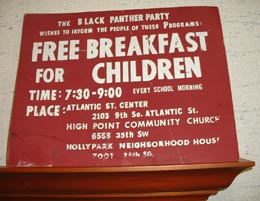 THE BLACK PANTHER PARTY
WISHES TO INFORM THE PEOPLE OF THESE PROGRAMS:
FREE BREAKFAST
FOR CHILDREN
TIME: 7:30-9:00 EVERY SCHOOL MORNING
PLACE: ATLANTIC ST. CENTER
2103 9th So. ATLANTIC St.
HIGH POINT COMMUNITY CHURCH
6558 35th SW
HOLLY PARK NEIGHBORHOOD HOUSE